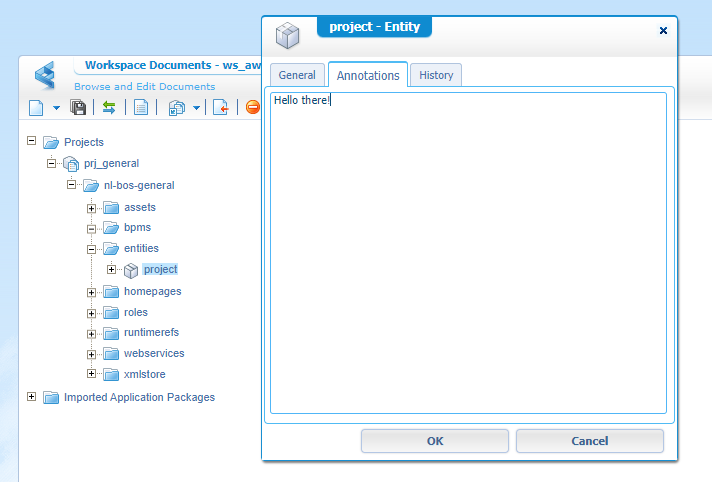 project - Entity
Workspace Documents - ws_aw
Browse and Edit Documents
General
Annotations
History
Hello there!
Projects
prj_general
nl-bos-general
assets
bpms
entities
project
homepages
roles
runtimerefs
webservices
xmlstore
Imported Application Packages
OK
Cancel